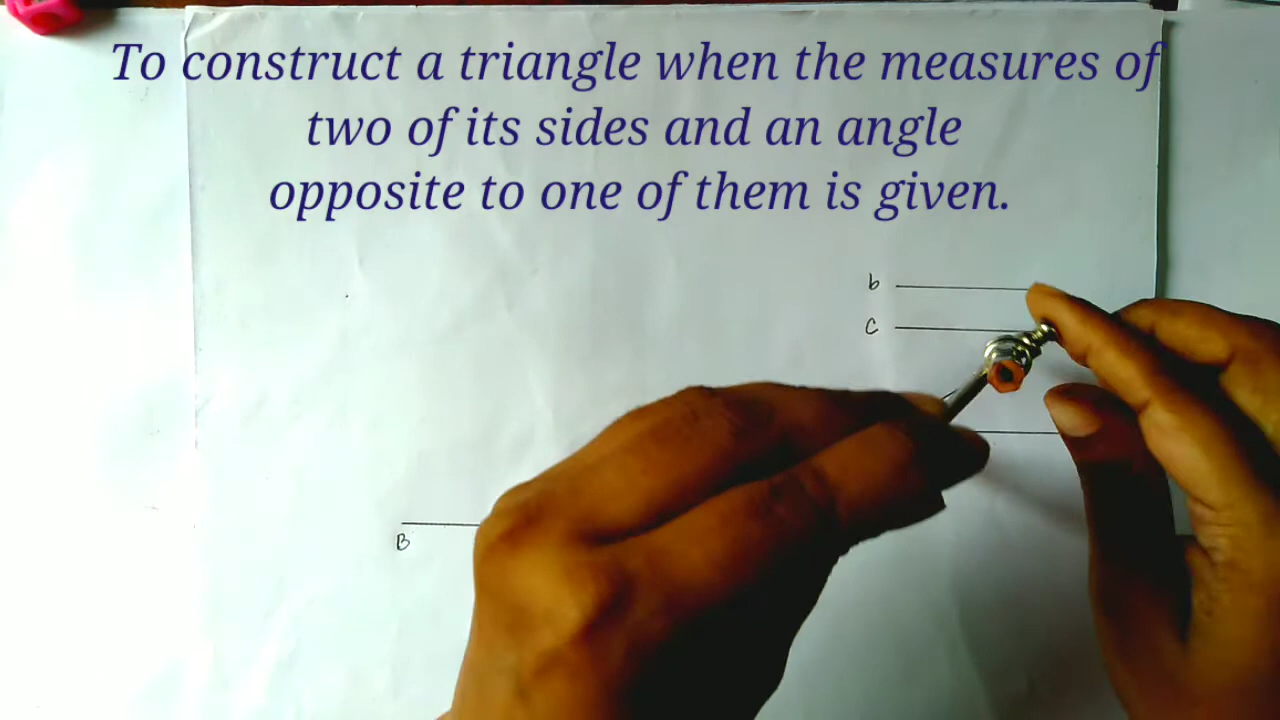 To construct a triangle when the measures of
two of its sides and an angle
opposite to one of them is given.
b
c
B